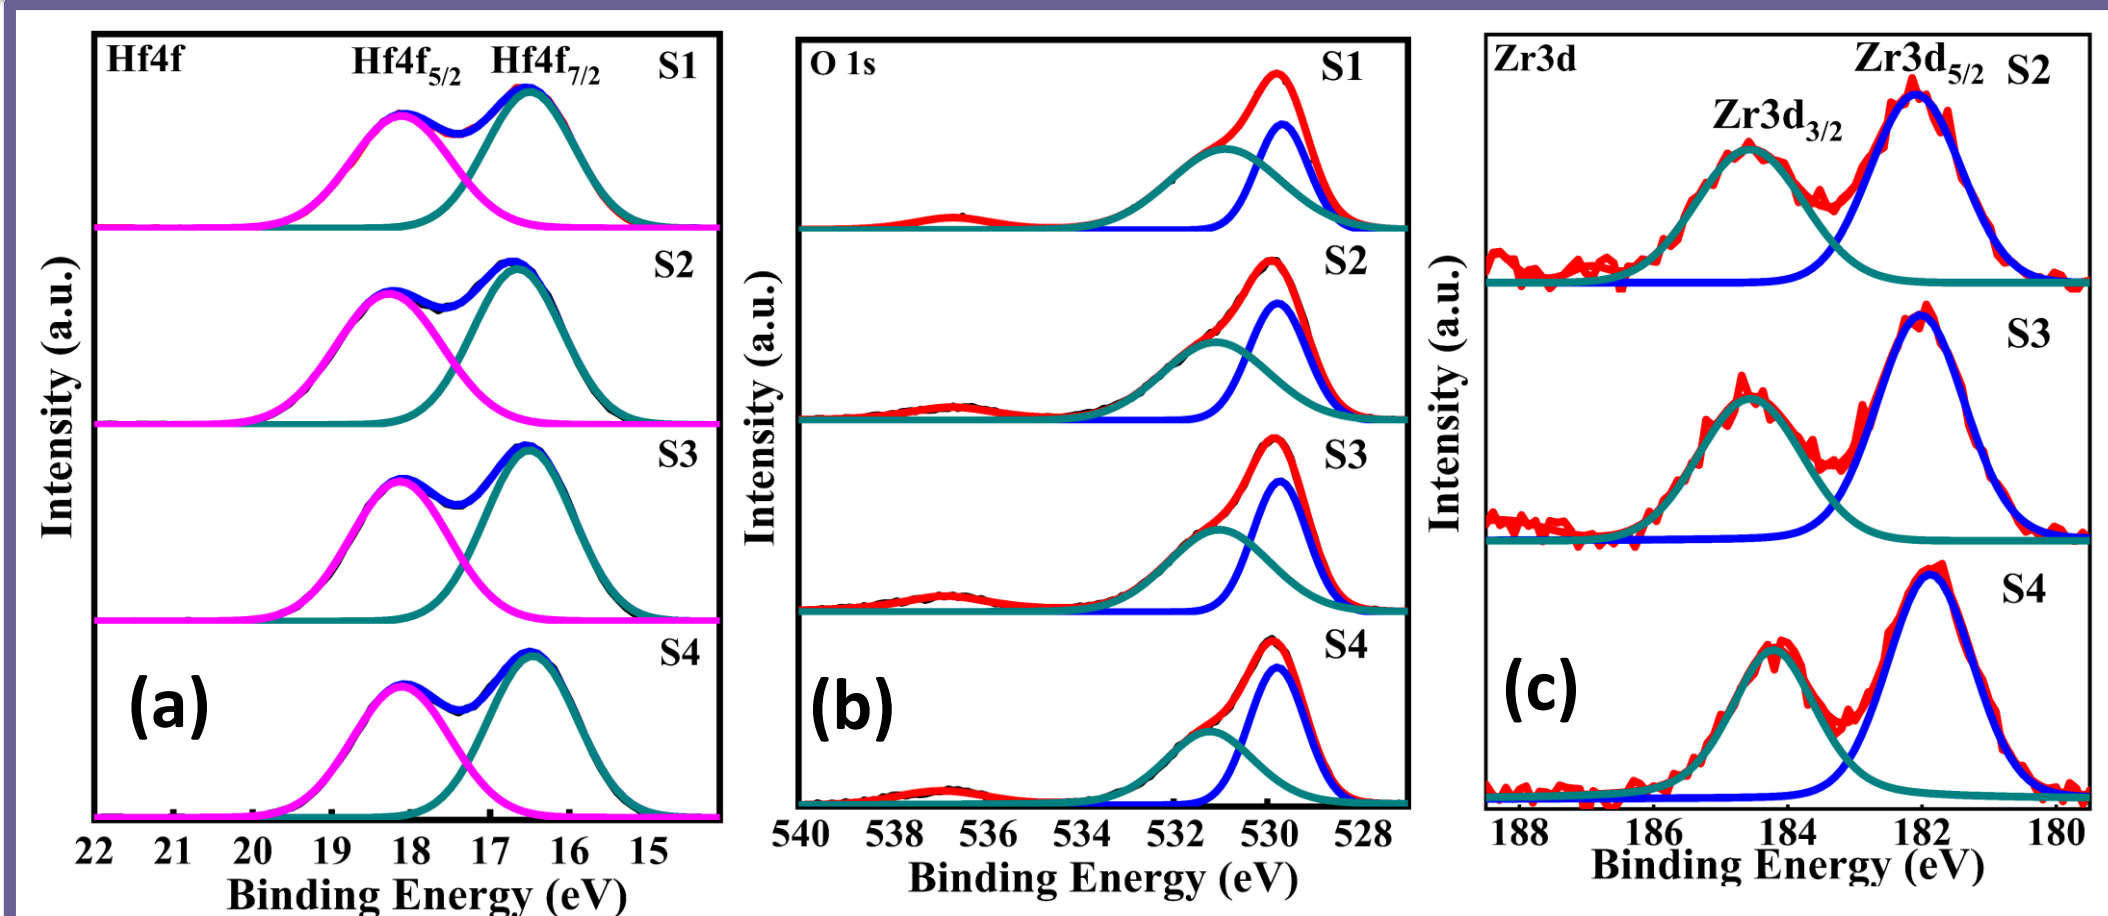 Hf4f
Hf4f5/2
Hf4f7/2
S1
S2
S3
S4
(a)
Intensity (a.u.)
22 21 20 19 18 17 16 15
Binding Energy (eV)
O 1s
S1
S2
S3
S4
(b)
Intensity (a.u.)
540 538 536 534 532 530 528
Binding Energy (eV)
Zr3d
Zr3d3/2
Zr3d5/2
S2
S3
S4
(c)
Intensity (a.u.)
188 186 184 182 180
Binding Energy (eV)